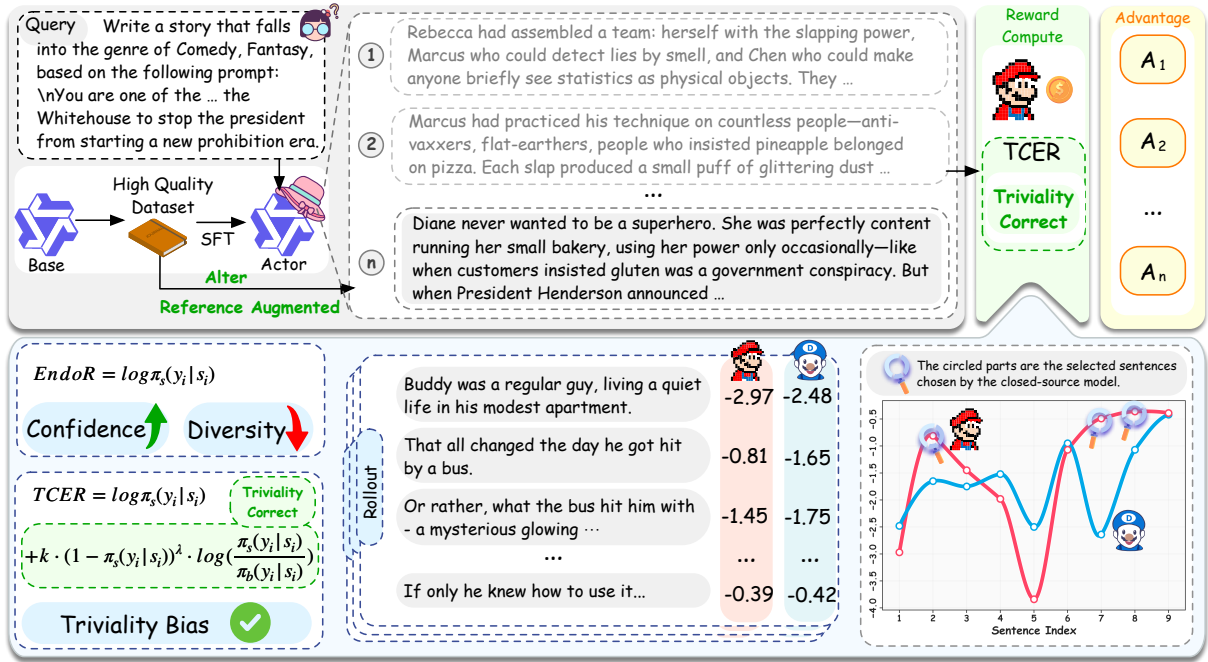 Query Write a story that falls
into the genre of Comedy, Fantasy,
based on the following prompt:
\nYou are one of the ... the
Whitehouse to stop the president
from starting a new prohibition era.
?
Base
High Quality
Dataset
SFT
Actor
Alter
Reference Augmented
1
Rebecca had assembled a team: herself with the slapping power,
Marcus who could detect lies by smell, and Chen who could make
anyone briefly see statistics as physical objects. They ...
2
Marcus had practiced his technique on countless people—anti-
vaxxers, flat-earthers, people who insisted pineapple belonged
on pizza. Each slap produced a small puff of glittering dust ...
...
n
Diane never wanted to be a superhero. She was perfectly content
running her small bakery, using her power only occasionally—like
when customers insisted gluten was a government conspiracy. But
when President Henderson announced ...
Reward
Compute
$
TCER
Triviality
Correct
Advantage
A₁
A₂
...
Aₙ
EndoR = logπₛ(yᵢ|sᵢ)
Confidence
Diversity
TCER = logπₛ(yᵢ|sᵢ)
Triviality
Correct
+k · (1 − πₛ(yᵢ|sᵢ))^λ · log(πₛ(yᵢ|sᵢ)/π_b(yᵢ|sᵢ))
Triviality Bias
Rollout
D
Buddy was a regular guy, living a quiet
life in his modest apartment.
-2.97 -2.48
That all changed the day he got hit
by a bus.
-0.81 -1.65
Or rather, what the bus hit him with
- a mysterious glowing ···
-1.45 -1.75
... ... ...
If only he knew how to use it...
-0.39 -0.42
The circled parts are the selected sentences
chosen by the closed-source model.
-0.5
-1.0
-1.5
-2.0
-2.5
-3.0
-3.5
-4.0
D
1 2 3 4 5 6 7 8 9
Sentence Index